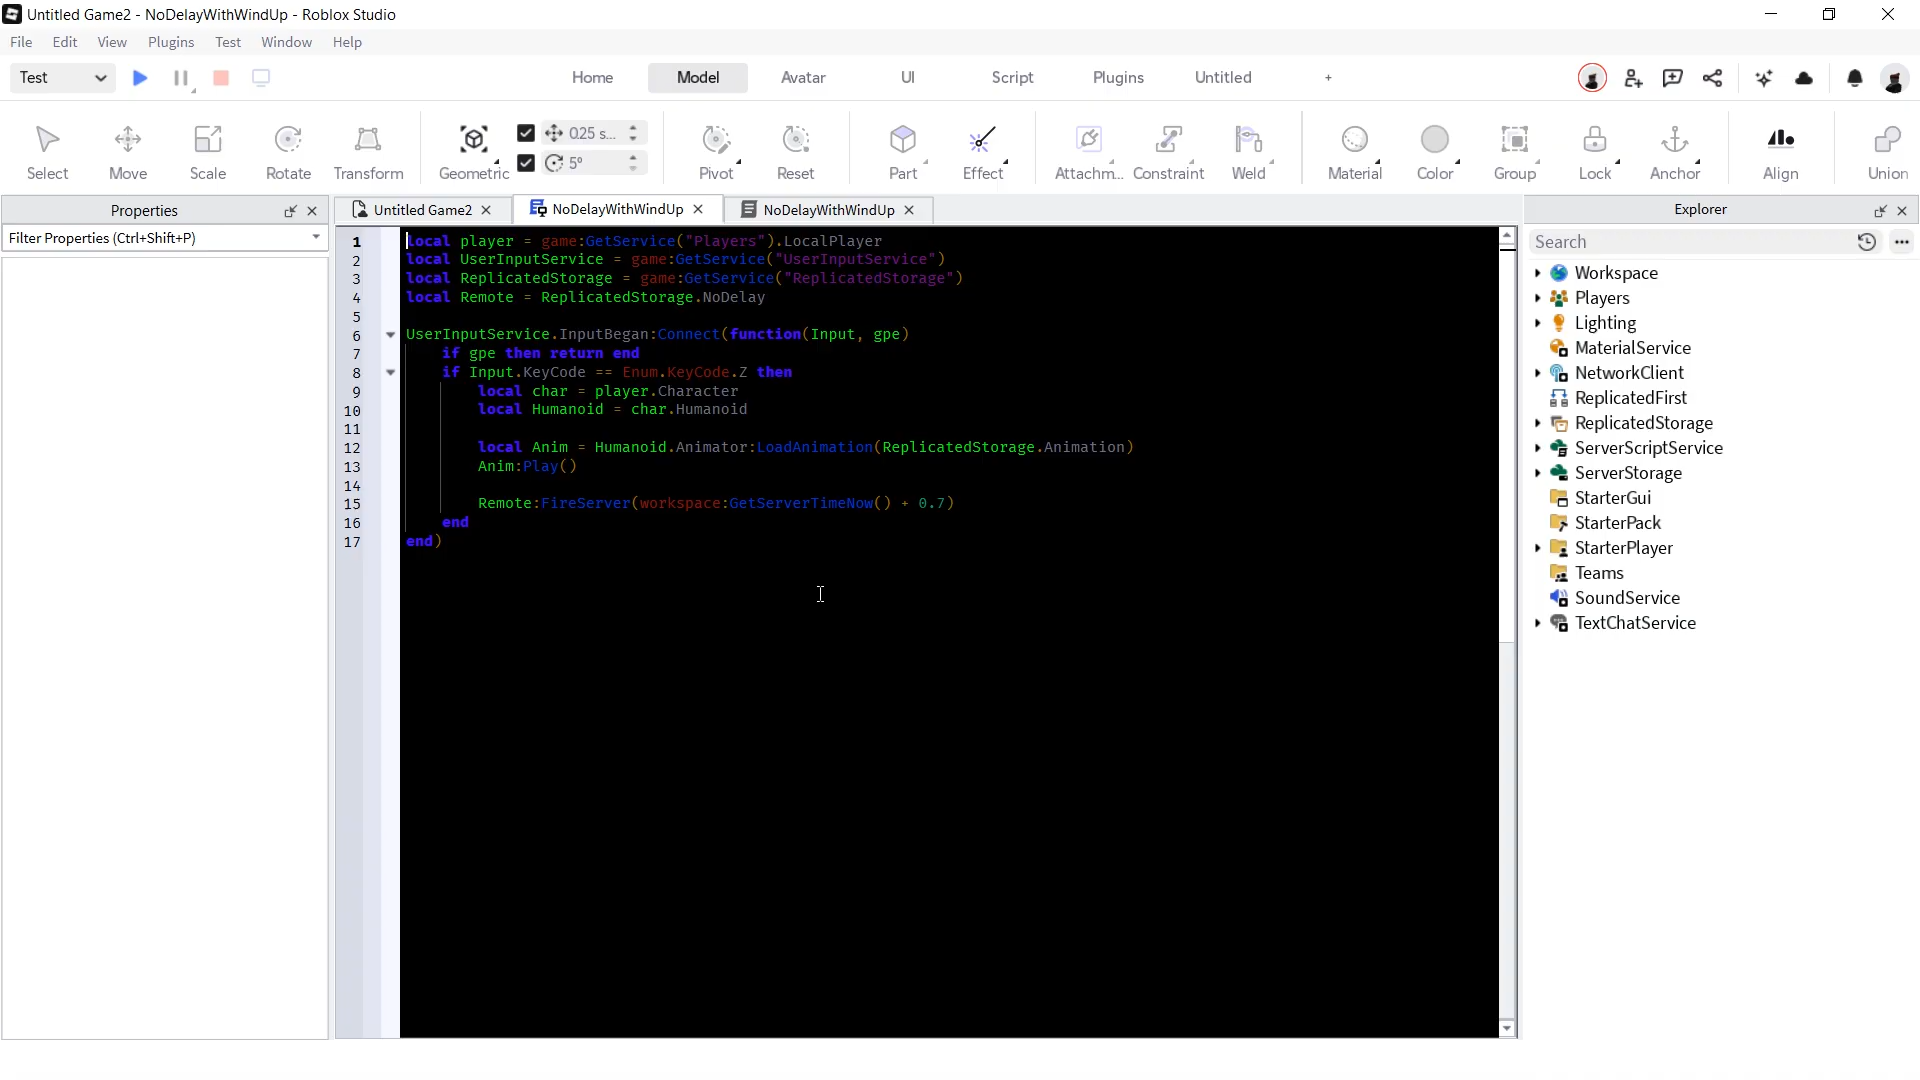 Untitled Game2 - NoDelayWithWindUp - Roblox Studio
File Edit View Plugins Test Window Help
Test Home Model Avatar UI Script Plugins Untitled +
Select Move Scale Rotate Transform Geometric 0.25 s... 5° Pivot Reset Part Effect Attachm... Constraint Weld Material Color Group Lock Anchor Align Union
Properties
Filter Properties (Ctrl+Shift+P)
Untitled Game2 NoDelayWithWindUp NoDelayWithWindUp
1 local player = game:GetService("Players").LocalPlayer
2 local UserInputService = game:GetService("UserInputService")
3 local ReplicatedStorage = game:GetService("ReplicatedStorage")
4 local Remote = ReplicatedStorage.NoDelay
5
6 UserInputService.InputBegan:Connect(function(Input, gpe)
7 if gpe then return end
8 if Input.KeyCode == Enum.KeyCode.Z then
9 local char = player.Character
10 local Humanoid = char.Humanoid
11
12 local Anim = Humanoid.Animator:LoadAnimation(ReplicatedStorage.Animation)
13 Anim:Play()
14
15 Remote:FireServer(workspace:GetServerTimeNow() + 0.7)
16 end
17 end)
Explorer
Search
Workspace
Players
Lighting
MaterialService
NetworkClient
ReplicatedFirst
ReplicatedStorage
ServerScriptService
ServerStorage
StarterGui
StarterPack
StarterPlayer
Teams
SoundService
TextChatService